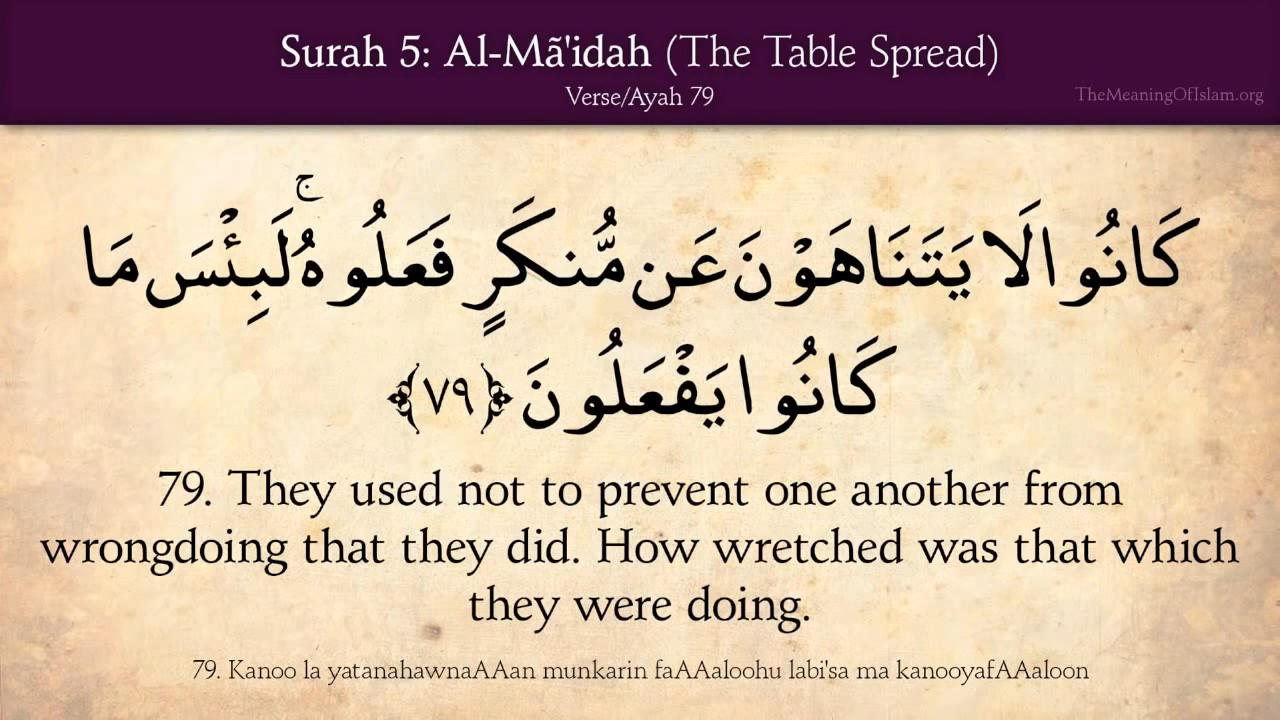 Surah 5: Al-Mã'idah (The Table Spread)
Verse/Ayah 79
TheMeaningOfIslam.org
كَانُوا لَا يَتَنَاهَوْنَ عَن مُّنكَرٍ فَعَلُوهُ ۚ لَبِئْسَ مَا
كَانُوا يَفْعَلُونَ ﴿٧٩﴾
79. They used not to prevent one another from
wrongdoing that they did. How wretched was that which
they were doing.
79. Kanoo la yatanahawnaAAan munkarin faAAaloohu labi'sa ma kanooyafAAaloon